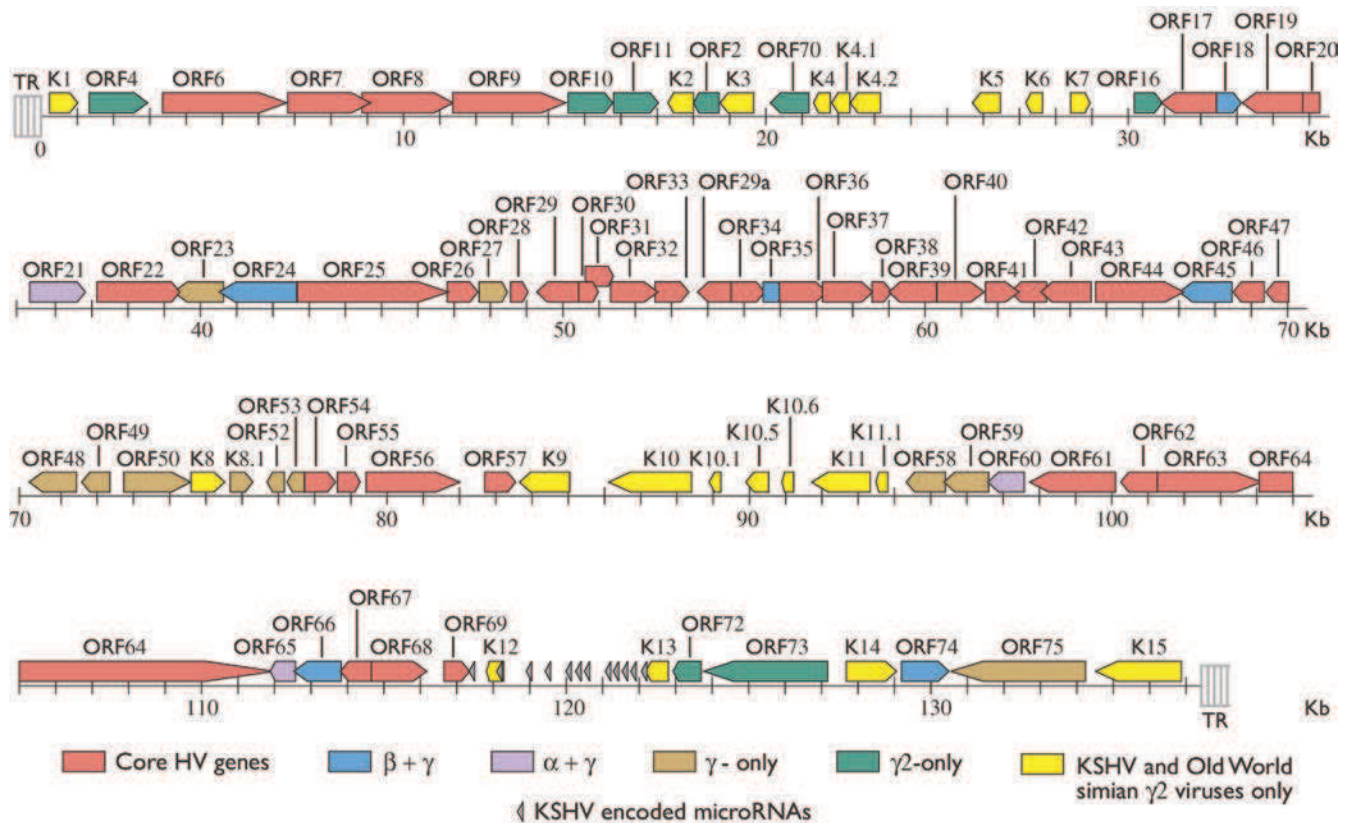 ORF17 ORF19
ORF11 ORF2 ORF70 K4.1 ORF18 ORF20
TR K1 ORF4 ORF6 ORF7 ORF8 ORF9 ORF10 K2 K3 K4 K4.2 K5 K6 K7 ORF16
0 10 20 30 Kb
ORF33 ORF29a ORF36 ORF40
ORF29 ORF30
ORF28 ORF31 ORF34 ORF37 ORF42 ORF47
ORF23 ORF27 ORF32 ORF35 ORF38 ORF43 ORF46
ORF21 ORF22 ORF24 ORF25 ORF26 ORF39 ORF41 ORF44 ORF45
40 50 60 70 Kb
ORF53 ORF54 K10.6
ORF49 ORF52 ORF55 K10.5 K11.1 ORF59 ORF62
ORF48 ORF50 K8 K8.1 ORF56 ORF57 K9 K10 K10.1 K11 ORF58 ORF60 ORF61 ORF63 ORF64
70 80 90 100 Kb
ORF67
ORF66 ORF69 ORF72
ORF64 ORF65 ORF68 K12 K13 ORF73 K14 ORF74 ORF75 K15
110 120 130 TR Kb
Core HV genes β + γ α + γ γ - only γ2-only KSHV and Old World
simian γ2 viruses only
KSHV encoded microRNAs